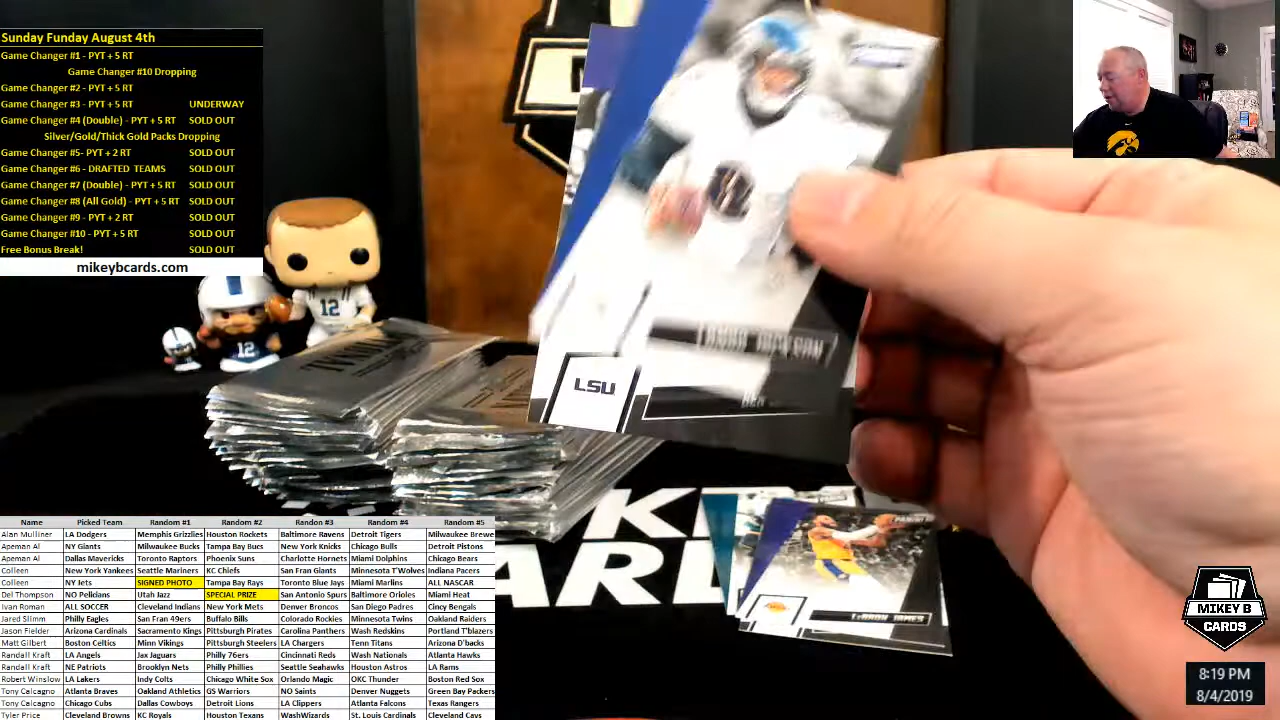 Sunday Funday August 4th
Game Changer #1 - PYT + 5 RT
Game Changer #10 Dropping
Game Changer #2 - PYT + 5 RT
Game Changer #3 - PYT + 5 RT UNDERWAY
Game Changer #4 (Double) - PYT + 5 RT SOLD OUT
Silver/Gold/Thick Gold Packs Dropping
Game Changer #5- PYT + 2 RT SOLD OUT
Game Changer #6 - DRAFTED TEAMS SOLD OUT
Game Changer #7 (Double) - PYT + 5 RT SOLD OUT
Game Changer #8 (All Gold) - PYT + 5 RT SOLD OUT
Game Changer #9 - PYT + 2 RT SOLD OUT
Game Changer #10 - PYT + 5 RT SOLD OUT
Free Bonus Break! SOLD OUT
mikeybcards.com
12
12
LSU
LeBRON JAMES
Name Picked Team Random #1 Random #2 Random #3 Random #4 Random #5
Alan Mulliner LA Dodgers Memphis Grizzlies Houston Rockets Baltimore Ravens Detroit Tigers Milwaukee Brewe
Apeman Al NY Giants Milwaukee Bucks Tampa Bay Bucs New York Knicks Chicago Bulls Detroit Pistons
Apeman Al Dallas Mavericks Toronto Raptors Phoenix Suns Charlotte Hornets Miami Dolphins Chicago Bears
Colleen New York Yankees Seattle Mariners KC Chiefs San Fran Giants Minnesota T'Wolves Indiana Pacers
Colleen NY Jets SIGNED PHOTO Tampa Bay Rays Toronto Blue Jays Miami Marlins ALL NASCAR
Del Thompson NO Pelicians Utah Jazz SPECIAL PRIZE San Antonio Spurs Baltimore Orioles Miami Heat
Ivan Roman ALL SOCCER Cleveland Indians New York Mets Denver Broncos San Diego Padres Cincy Bengals
Jared Slimm Philly Eagles San Fran 49ers Buffalo Bills Colorado Rockies Minnesota Twins Oakland Raiders
Jason Fielder Arizona Cardinals Sacramento Kings Pittsburgh Pirates Carolina Panthers Wash Redskins Portland T'blazers
Matt Gilbert Boston Celtics Minn Vikings Pittsburgh Steelers LA Chargers Tenn Titans Arizona D'backs
Randall Kraft LA Angels Jax Jaguars Philly 76ers Cincinnati Reds Wash Nationals Atlanta Hawks
Randall Kraft NE Patriots Brooklyn Nets Philly Phillies Seattle Seahawks Houston Astros LA Rams
Robert Winslow LA Lakers Indy Colts Chicago White Sox Orlando Magic OKC Thunder Boston Red Sox
Tony Calcagno Atlanta Braves Oakland Athletics GS Warriors NO Saints Denver Nuggets Green Bay Packers
Tony Calcagno Chicago Cubs Dallas Cowboys Detroit Lions LA Clippers Atlanta Falcons Texas Rangers
Tyler Price Cleveland Browns KC Royals Houston Texans WashWizards St. Louis Cardinals Cleveland Cavs
MIKEY B
CARDS
8:19 PM
8/4/2019